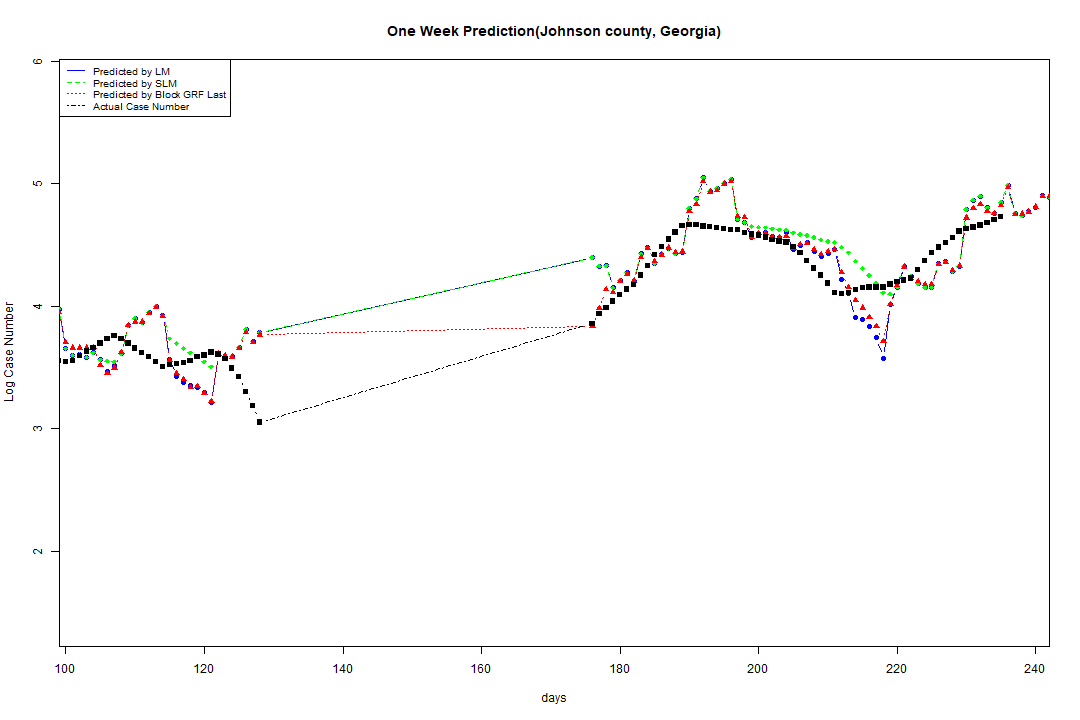 One Week Prediction(Johnson county, Georgia)
Predicted by LM
Predicted by SLM
Predicted by Block GRF Last
Actual Case Number
6
5
4
3
2
Log Case Number
100 120 140 160 180 200 220 240
days